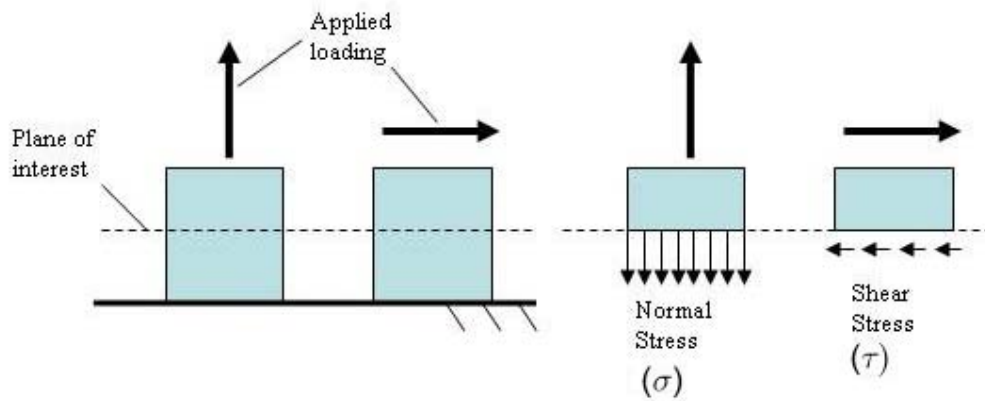 Applied
loading
Plane of
interest
Normal
Stress
(σ)
Shear
Stress
(τ)